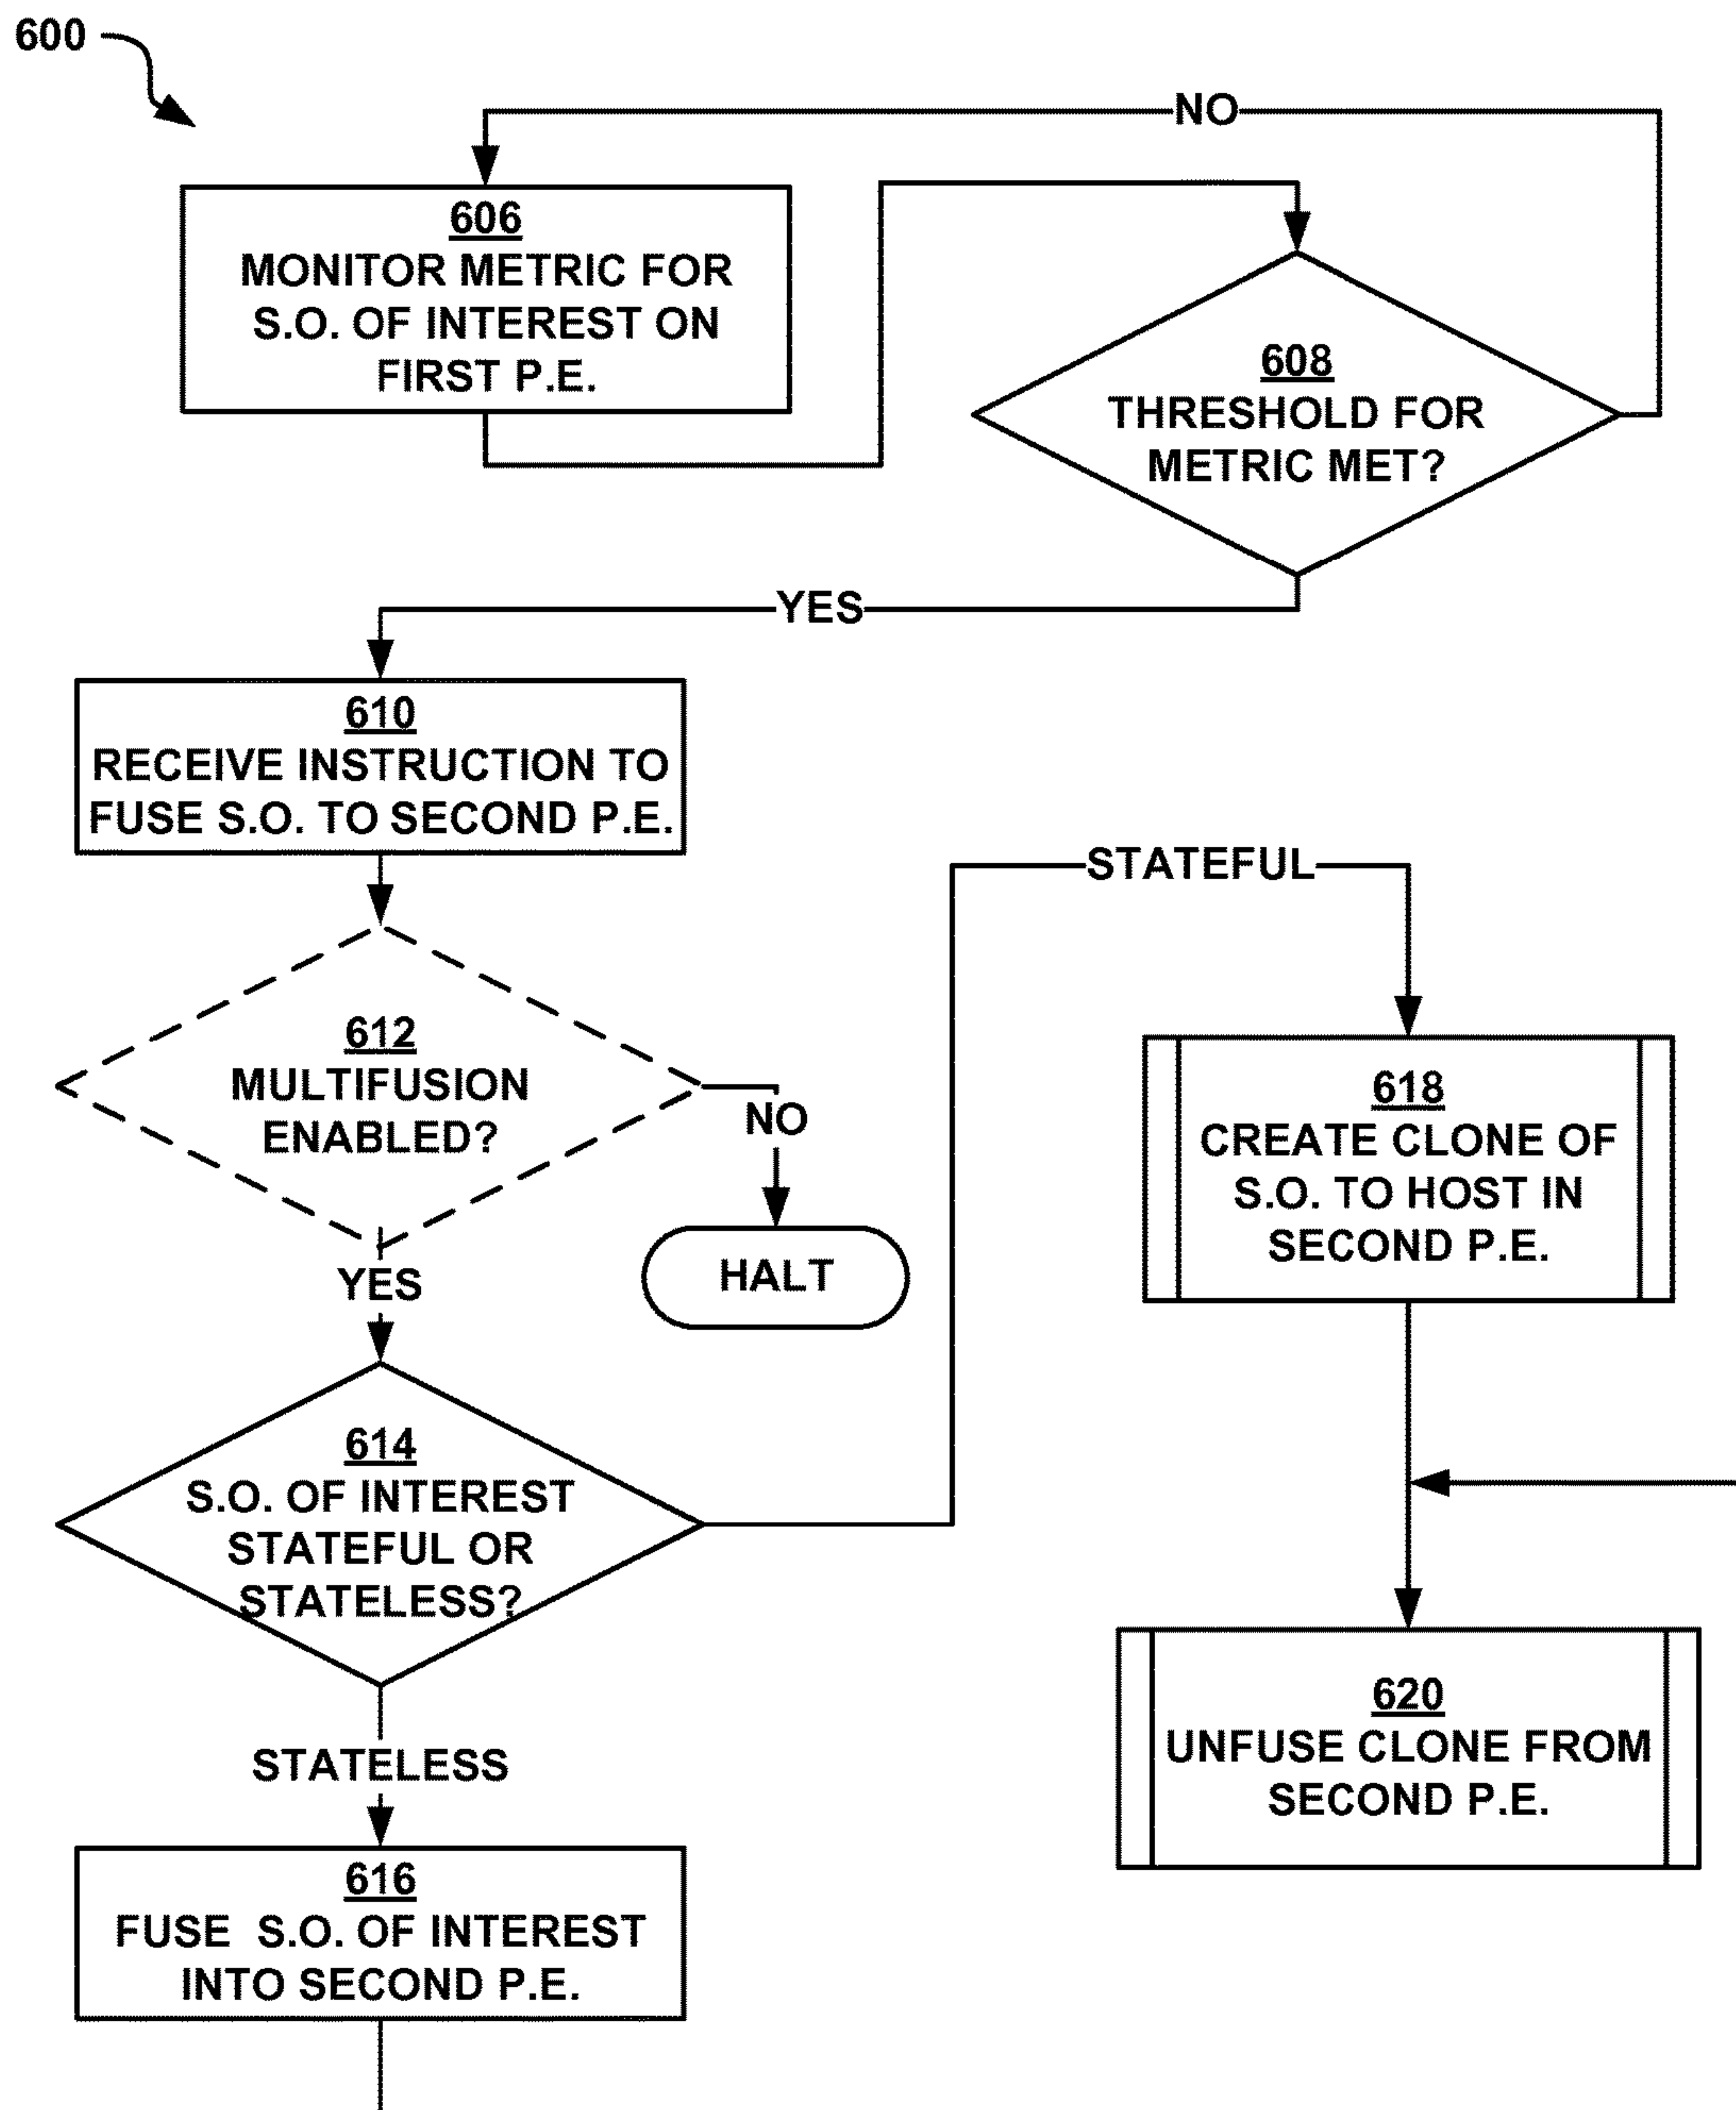 600
NO
606
MONITOR METRIC FOR
S.O. OF INTEREST ON
FIRST P.E.
608
THRESHOLD FOR
METRIC MET?
YES
610
RECEIVE INSTRUCTION TO
FUSE S.O. TO SECOND P.E.
612
MULTIFUSION
ENABLED?
NO
HALT
YES
614
S.O. OF INTEREST
STATEFUL OR
STATELESS?
STATEFUL
618
CREATE CLONE OF
S.O. TO HOST IN
SECOND P.E.
STATELESS
616
FUSE S.O. OF INTEREST
INTO SECOND P.E.
620
UNFUSE CLONE FROM
SECOND P.E.